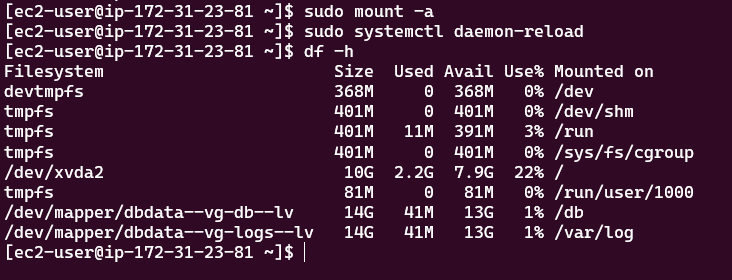 [ec2-user@ip-172-31-23-81 ~]$ sudo mount -a
[ec2-user@ip-172-31-23-81 ~]$ sudo systemctl daemon-reload
[ec2-user@ip-172-31-23-81 ~]$ df -h
Filesystem                     Size  Used Avail Use% Mounted on
devtmpfs                       368M     0  368M   0% /dev
tmpfs                          401M     0  401M   0% /dev/shm
tmpfs                          401M   11M  391M   3% /run
tmpfs                          401M     0  401M   0% /sys/fs/cgroup
/dev/xvda2                      10G  2.2G  7.9G  22% /
tmpfs                           81M     0   81M   0% /run/user/1000
/dev/mapper/dbdata--vg-db--lv   14G   41M   13G   1% /db
/dev/mapper/dbdata--vg-logs--lv   14G   41M   13G   1% /var/log
[ec2-user@ip-172-31-23-81 ~]$